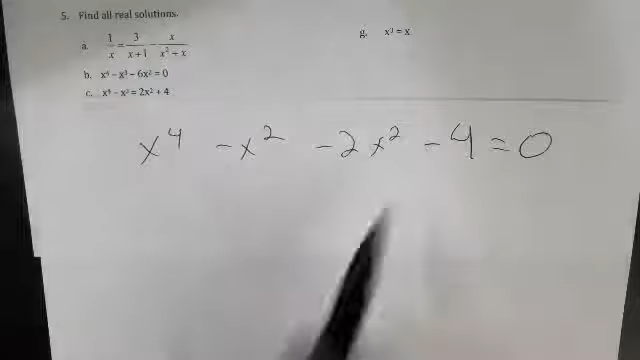 5. Find all real solutions.
a. 1/x = 3/(x+1) - x/(x²+x)
b. x⁴ - x³ - 6x² = 0
c. x⁴ - x² = 2x² + 4
g. x³ = x
x⁴ - x² - 2x² - 4 = 0